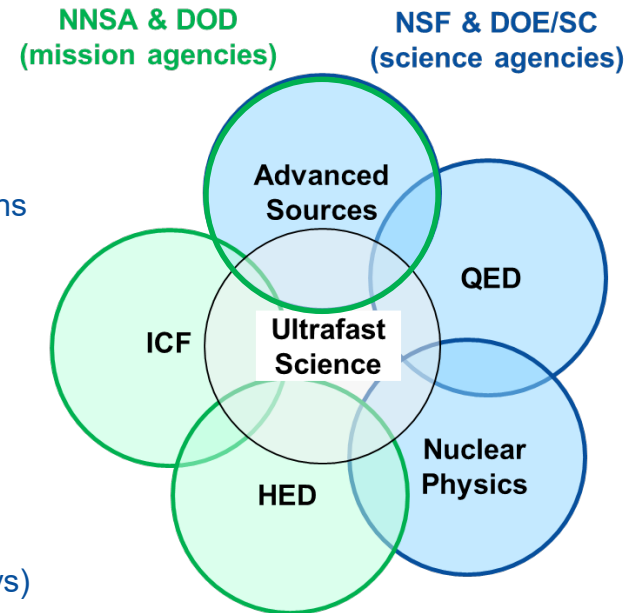 NNSA & DOD
(mission agencies)
NSF & DOE/SC
(science agencies)
Advanced
Sources
QED
ICF
Ultrafast
Science
Nuclear
Physics
HED